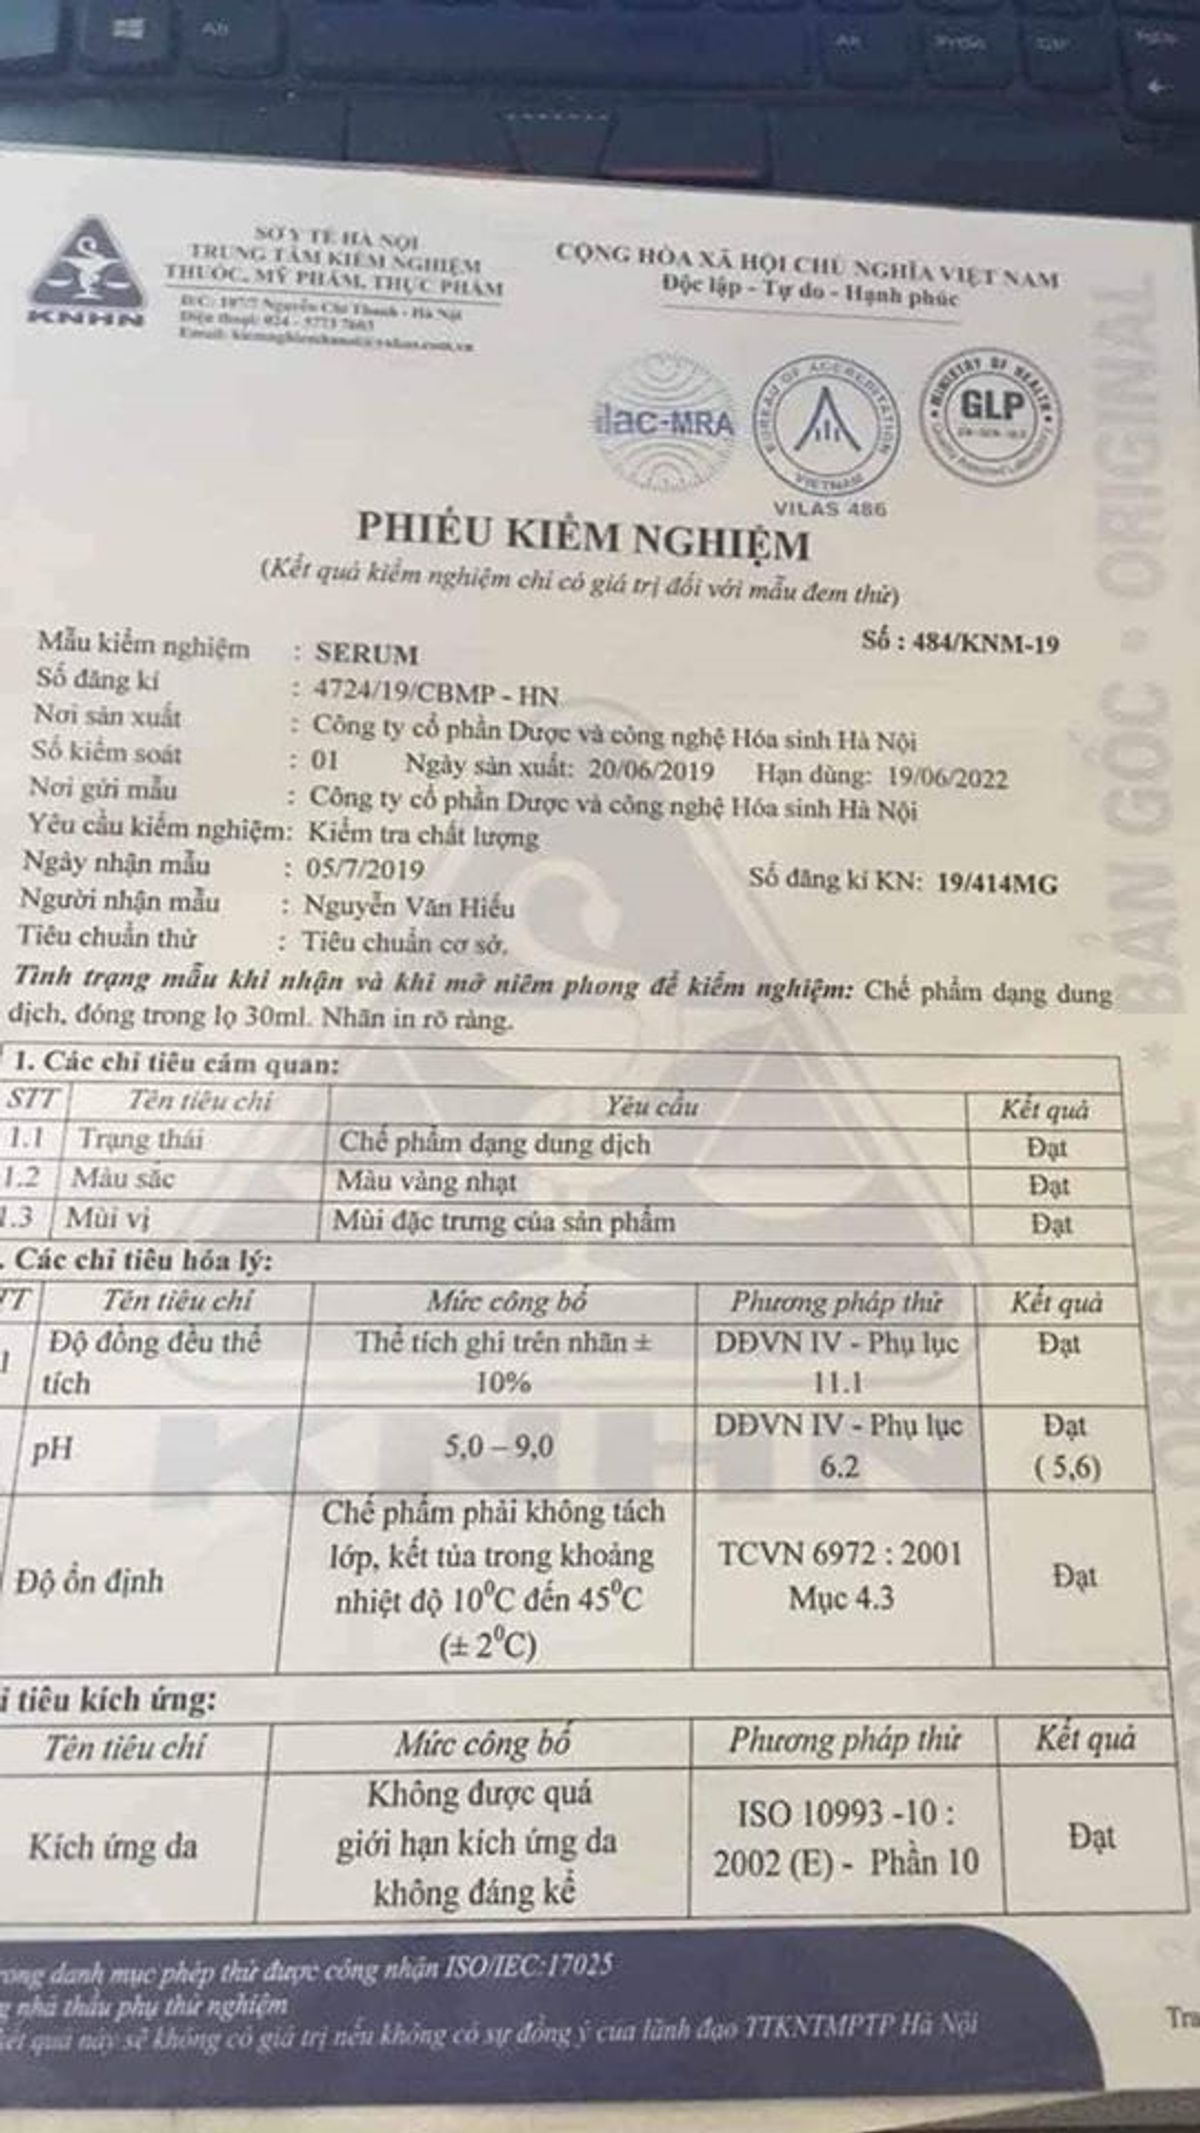 Alt
SỞ Y TẾ HÀ NỘI
TRUNG TÂM KIỂM NGHIỆM
THUỐC, MỸ PHẨM, THỰC PHẨM
KNHN
CỘNG HÒA XÃ HỘI CHỦ NGHĨA VIỆT NAM
Độc lập - Tự do - Hạnh phúc
ilac-MRA
BUREAU OF ACCREDITATION
VIETNAM
VILAS 486
MINISTRY OF HEALTH
GLP
PHIẾU KIỂM NGHIỆM
(Kết quả kiểm nghiệm chỉ có giá trị đối với mẫu đem thử)
Số : 484/KNM-19
Mẫu kiểm nghiệm : SERUM
Số đăng kí : 4724/19/CBMP - HN
Nơi sản xuất : Công ty cổ phần Dược và công nghệ Hóa sinh Hà Nội
Số kiểm soát : 01 Ngày sản xuất: 20/06/2019 Hạn dùng: 19/06/2022
Nơi gửi mẫu : Công ty cổ phần Dược và công nghệ Hóa sinh Hà Nội
Yêu cầu kiểm nghiệm: Kiểm tra chất lượng
Ngày nhận mẫu : 05/7/2019 Số đăng kí KN: 19/414MG
Người nhận mẫu : Nguyễn Văn Hiếu
Tiêu chuẩn thử : Tiêu chuẩn cơ sở.
Tình trạng mẫu khi nhận và khi mở niêm phong để kiểm nghiệm: Chế phẩm dạng dung
dịch, đóng trong lọ 30ml. Nhãn in rõ ràng.
1. Các chỉ tiêu cảm quan:
STT Tên tiêu chí Yêu cầu Kết quả
1.1 Trạng thái Chế phẩm dạng dung dịch Đạt
1.2 Màu sắc Màu vàng nhạt Đạt
1.3 Mùi vị Mùi đặc trưng của sản phẩm Đạt
. Các chỉ tiêu hóa lý:
TT Tên tiêu chí Mức công bố Phương pháp thử Kết quả
1 Độ đồng đều thể Thể tích ghi trên nhãn ± DĐVN IV - Phụ lục Đạt
tích 10% 11.1
pH 5,0 – 9,0 DĐVN IV - Phụ lục Đạt
6.2 ( 5,6)
Chế phẩm phải không tách
Độ ổn định lớp, kết tủa trong khoảng TCVN 6972 : 2001 Đạt
nhiệt độ 10⁰C đến 45⁰C Mục 4.3
(± 2⁰C)
ỉ tiêu kích ứng:
Tên tiêu chí Mức công bố Phương pháp thử Kết quả
Không được quá ISO 10993 -10 :
Kích ứng da giới hạn kích ứng da 2002 (E) - Phần 10 Đạt
không đáng kể
rong danh mục phép thử được công nhận ISO/IEC:17025
g nhà thầu phụ thử nghiệm
kết quả này sẽ không có giá trị nếu không có sự đồng ý của lãnh đạo TTKNTMPTP Hà Nội
Tra
KNHN
BẢN GỐC * ORIGINAL
ORIGINAL